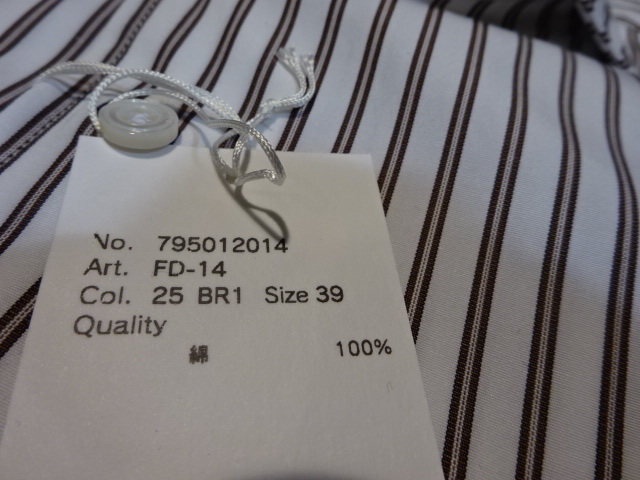 No. 795012014
Art. FD-14
Col. 25 BR1 Size 39
Quality
綿 100%